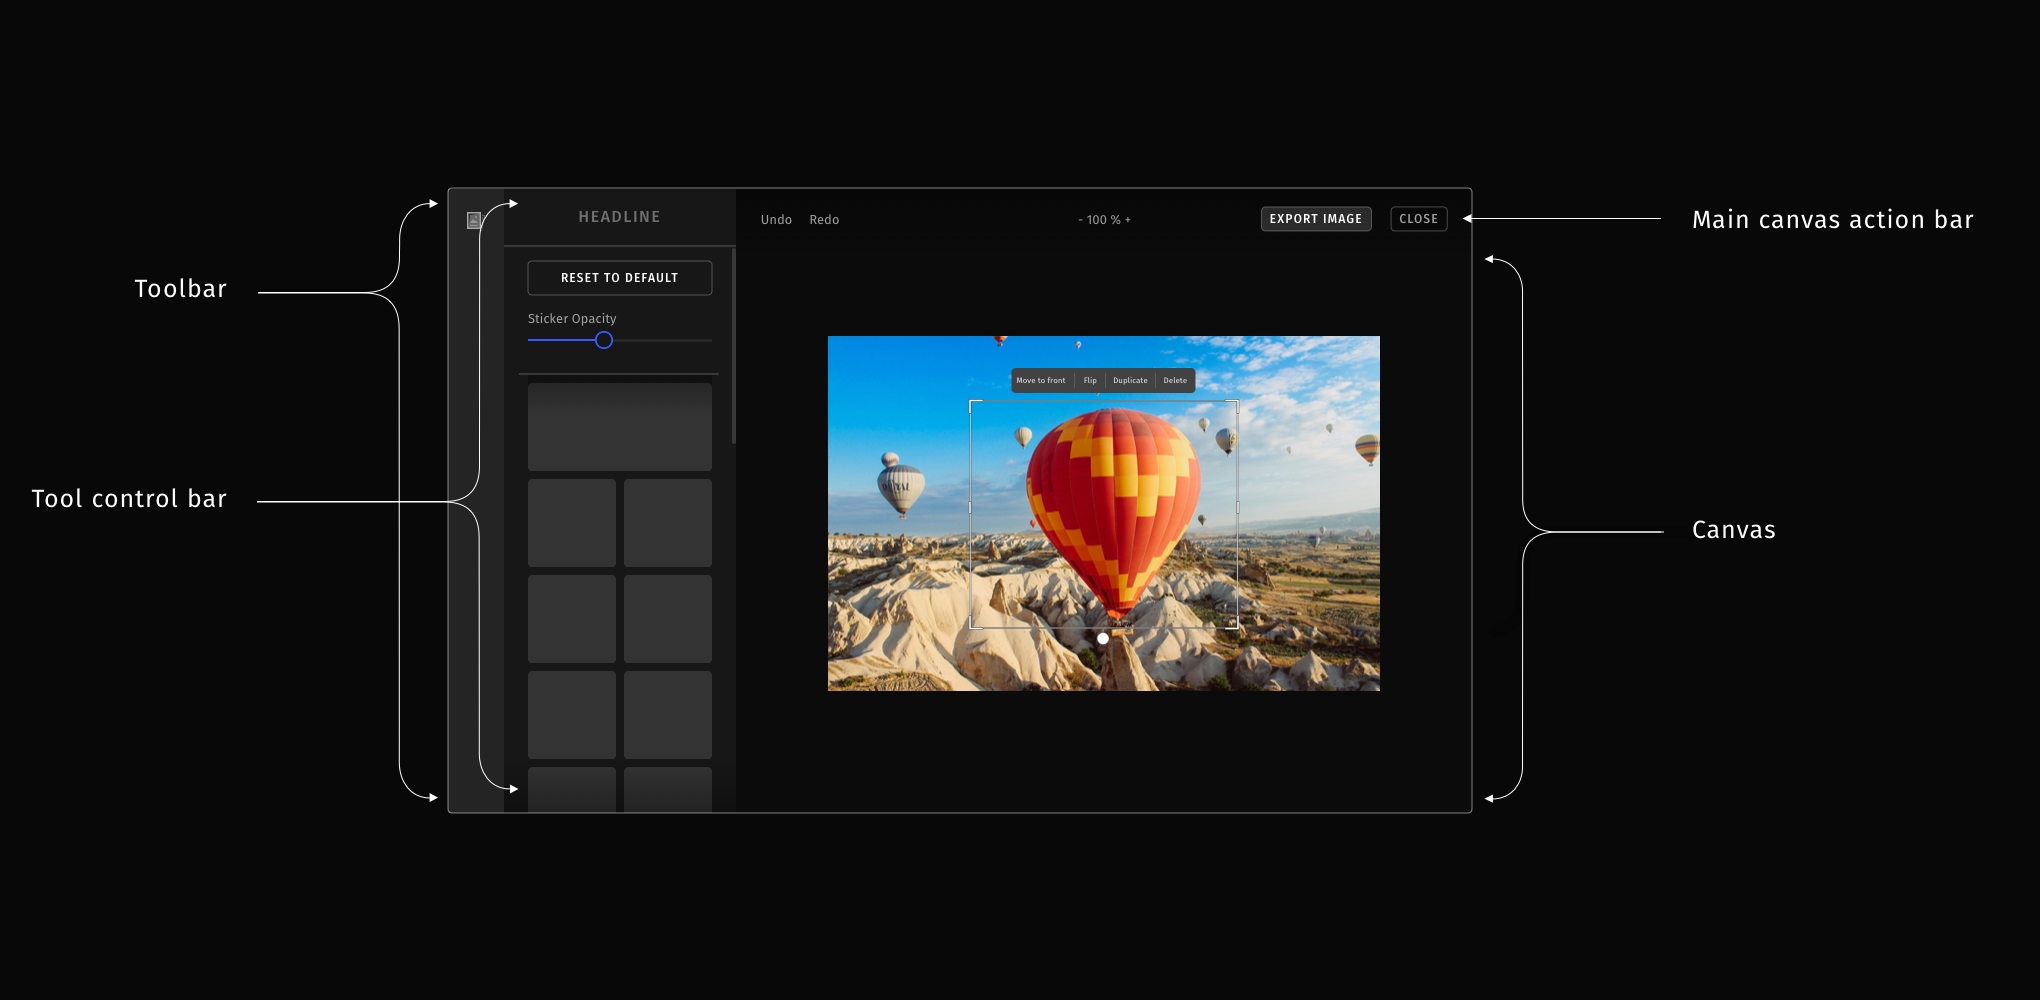 HEADLINE
Undo Redo
- 100 % +
EXPORT IMAGE
CLOSE
Main canvas action bar
Toolbar
RESET TO DEFAULT
Sticker Opacity
Move to front Flip Duplicate Delete
Tool control bar
Canvas